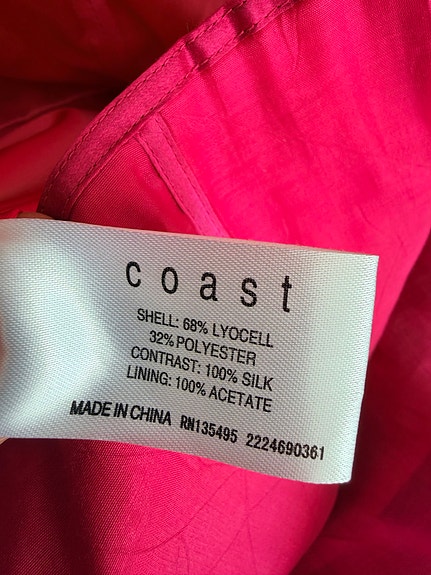 coast
SHELL: 68% LYOCELL
32% POLYESTER
CONTRAST: 100% SILK
LINING: 100% ACETATE
MADE IN CHINA RN135495 2224690361